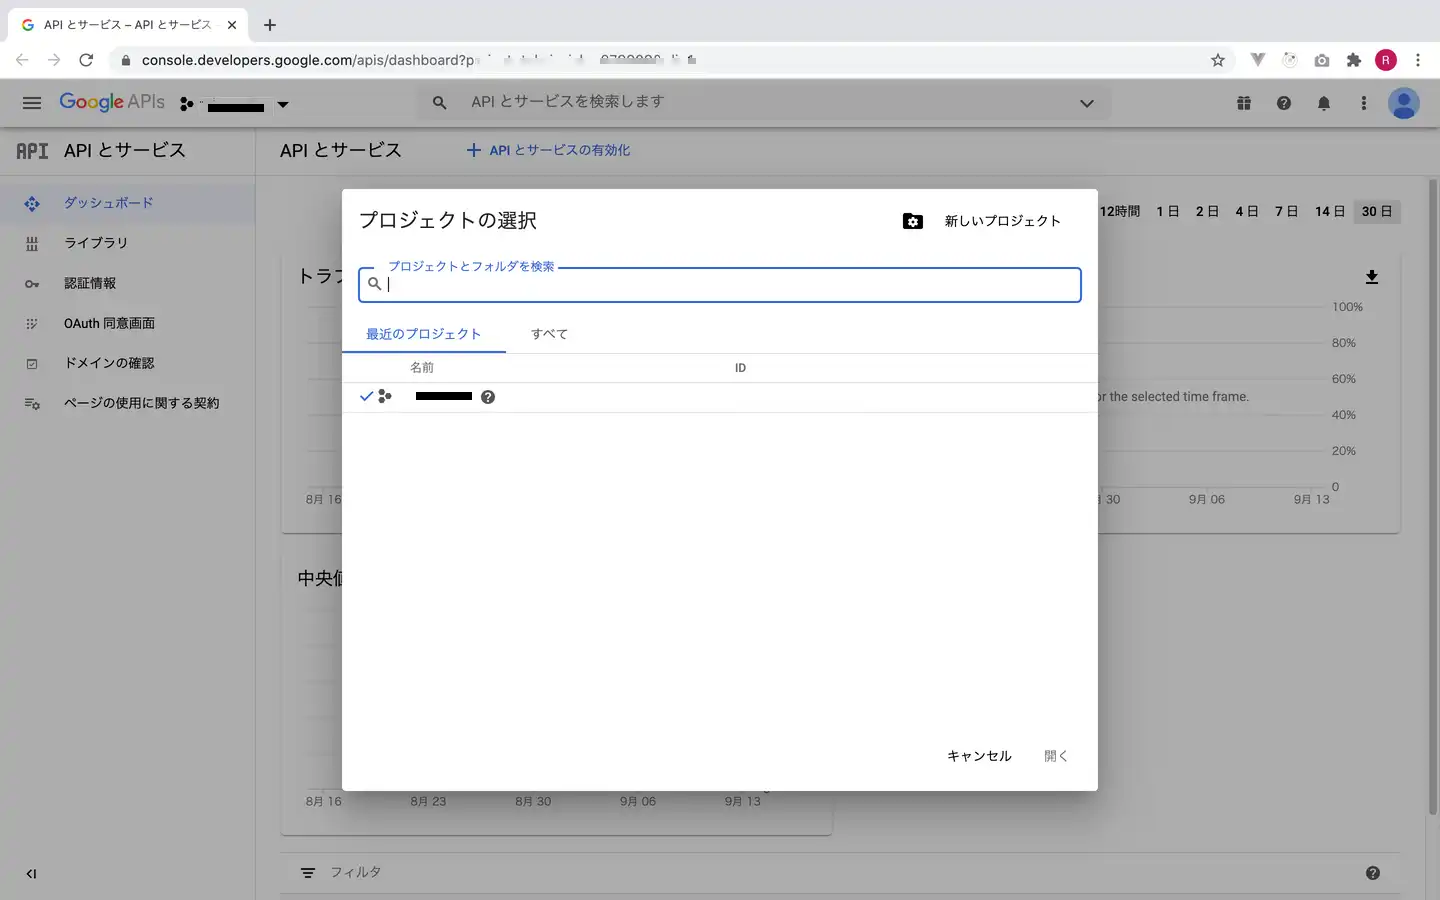 API とサービス – API とサービス
console.developers.google.com/apis/dashboard?p
Google APIs
API とサービスを検索します
API API とサービス
API とサービス
API とサービスの有効化
ダッシュボード
ライブラリ
認証情報
OAuth 同意画面
ドメインの確認
ページの使用に関する契約
12時間 1 日 2 日 4 日 7 日 14 日 30 日
プロジェクトの選択
新しいプロジェクト
プロジェクトとフォルダを検索
最近のプロジェクト すべて
名前 ID
キャンセル 開く
トラフ
100%
80%
60%
or the selected time frame.
40%
20%
0
8月 16 30 9月 06 9月 13
中央値
8月 16 8月 23 8月 30 9月 06 9月 13
フィルタ
R